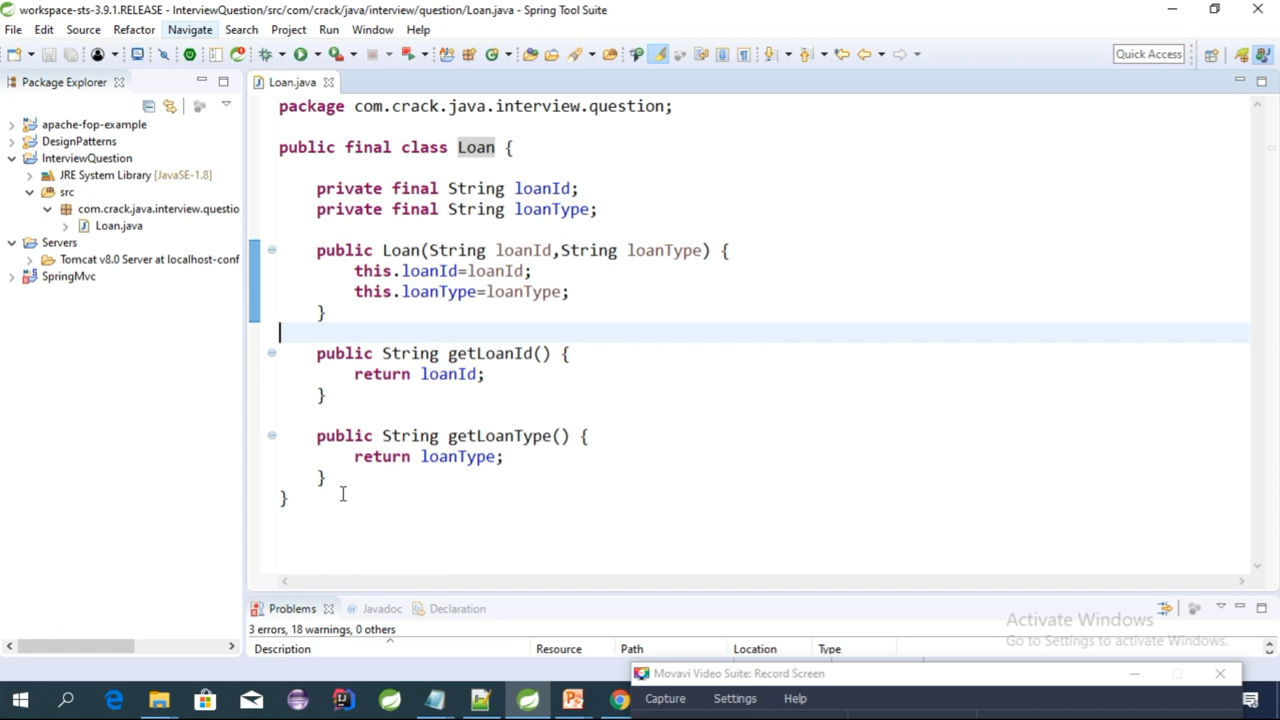 workspace-sts-3.9.1.RELEASE - InterviewQuestion/src/com/crack/java/interview/question/Loan.java - Spring Tool Suite
File Edit Source Refactor Navigate Search Project Run Window Help
Quick Access
Package Explorer
Loan.java
apache-fop-example
DesignPatterns
InterviewQuestion
JRE System Library [JavaSE-1.8]
src
com.crack.java.interview.questio
Loan.java
Servers
Tomcat v8.0 Server at localhost-conf
SpringMvc
package com.crack.java.interview.question;
public final class Loan {
private final String loanId;
private final String loanType;
public Loan(String loanId,String loanType) {
this.loanId=loanId;
this.loanType=loanType;
}
public String getLoanId() {
return loanId;
}
public String getLoanType() {
return loanType;
}
}
Problems Javadoc Declaration
3 errors, 18 warnings, 0 others
Description Resource Path Location Type
Activate Windows
Go to Settings to activate Windows.
Movavi Video Suite: Record Screen
Capture Settings Help